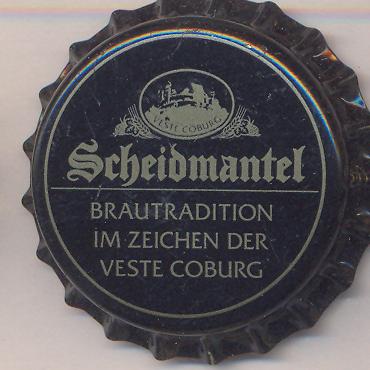 VESTE COBURG
Scheidmantel
BRAUTRADITION
IM ZEICHEN DER
VESTE COBURG